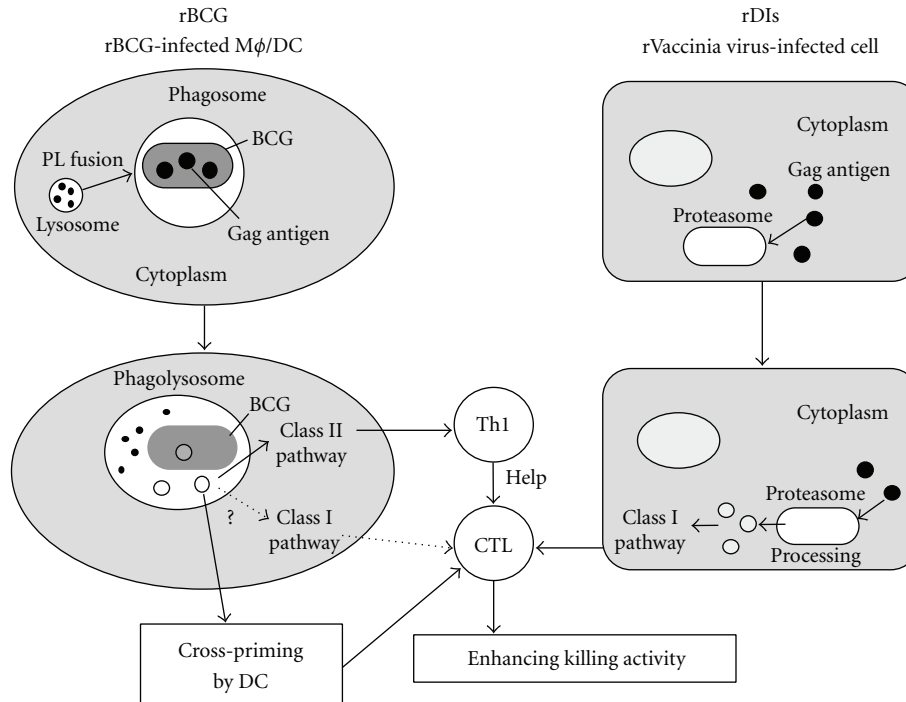 rBCG
rBCG-infected Mϕ/DC
Phagosome
BCG
PL fusion
Lysosome
Gag antigen
Cytoplasm
Phagolysosome
BCG
Class II
pathway
?
Class I
pathway
Cross-priming
by DC
Th1
Help
CTL
Enhancing killing activity
rDIs
rVaccinia virus-infected cell
Cytoplasm
Gag antigen
Proteasome
Cytoplasm
Proteasome
Class I
pathway
Processing